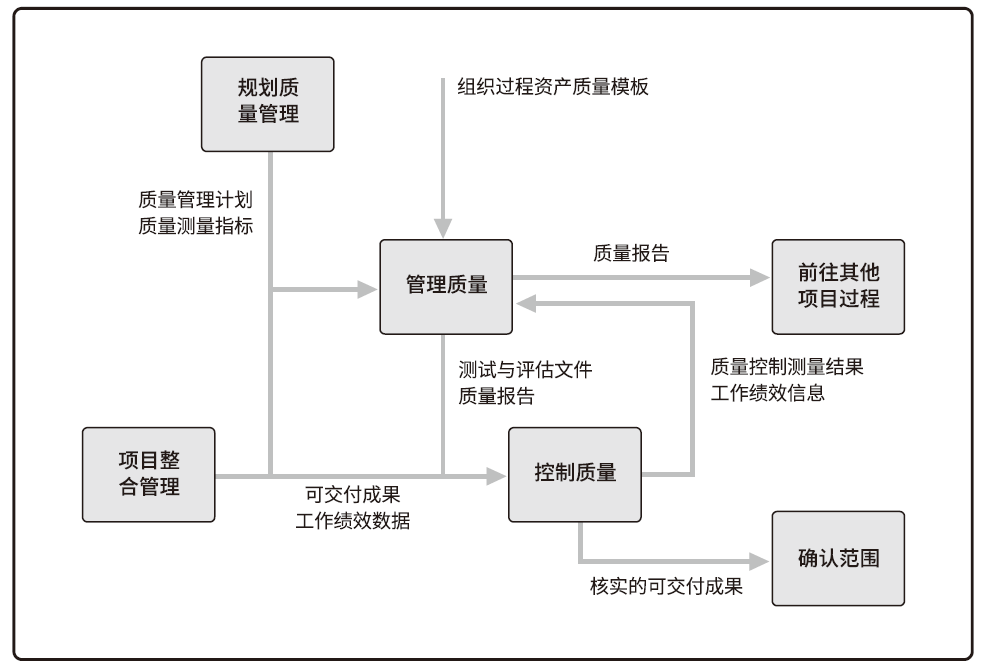 规划质
量管理
组织过程资产质量模板
质量管理计划
质量测量指标
管理质量
质量报告
前往其他
项目过程
测试与评估文件
质量报告
质量控制测量结果
工作绩效信息
项目整
合管理
控制质量
可交付成果
工作绩效数据
确认范围
核实的可交付成果